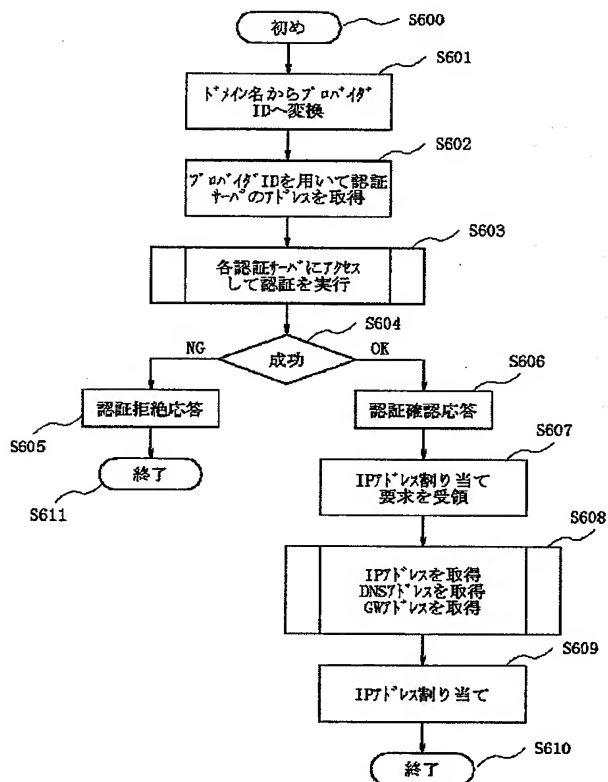 初め
S600
S601
ﾄﾞﾒｲﾝ名からﾌﾟﾛﾊﾞｲﾀﾞ
IDへ変換
S602
ﾌﾟﾛﾊﾞｲﾀﾞIDを用いて認証
ｻｰﾊﾞのｱﾄﾞﾚｽを取得
S603
各認証ｻｰﾊﾞにｱｸｾｽ
して認証を実行
S604
NG
成功
OK
S606
認証拒絶応答
認証確認応答
S605
S607
終了
IPｱﾄﾞﾚｽ割り当て
要求を受領
S611
S608
IPｱﾄﾞﾚｽを取得
DNSｱﾄﾞﾚｽを取得
GWｱﾄﾞﾚｽを取得
S609
IPｱﾄﾞﾚｽ割り当て
S610
終了